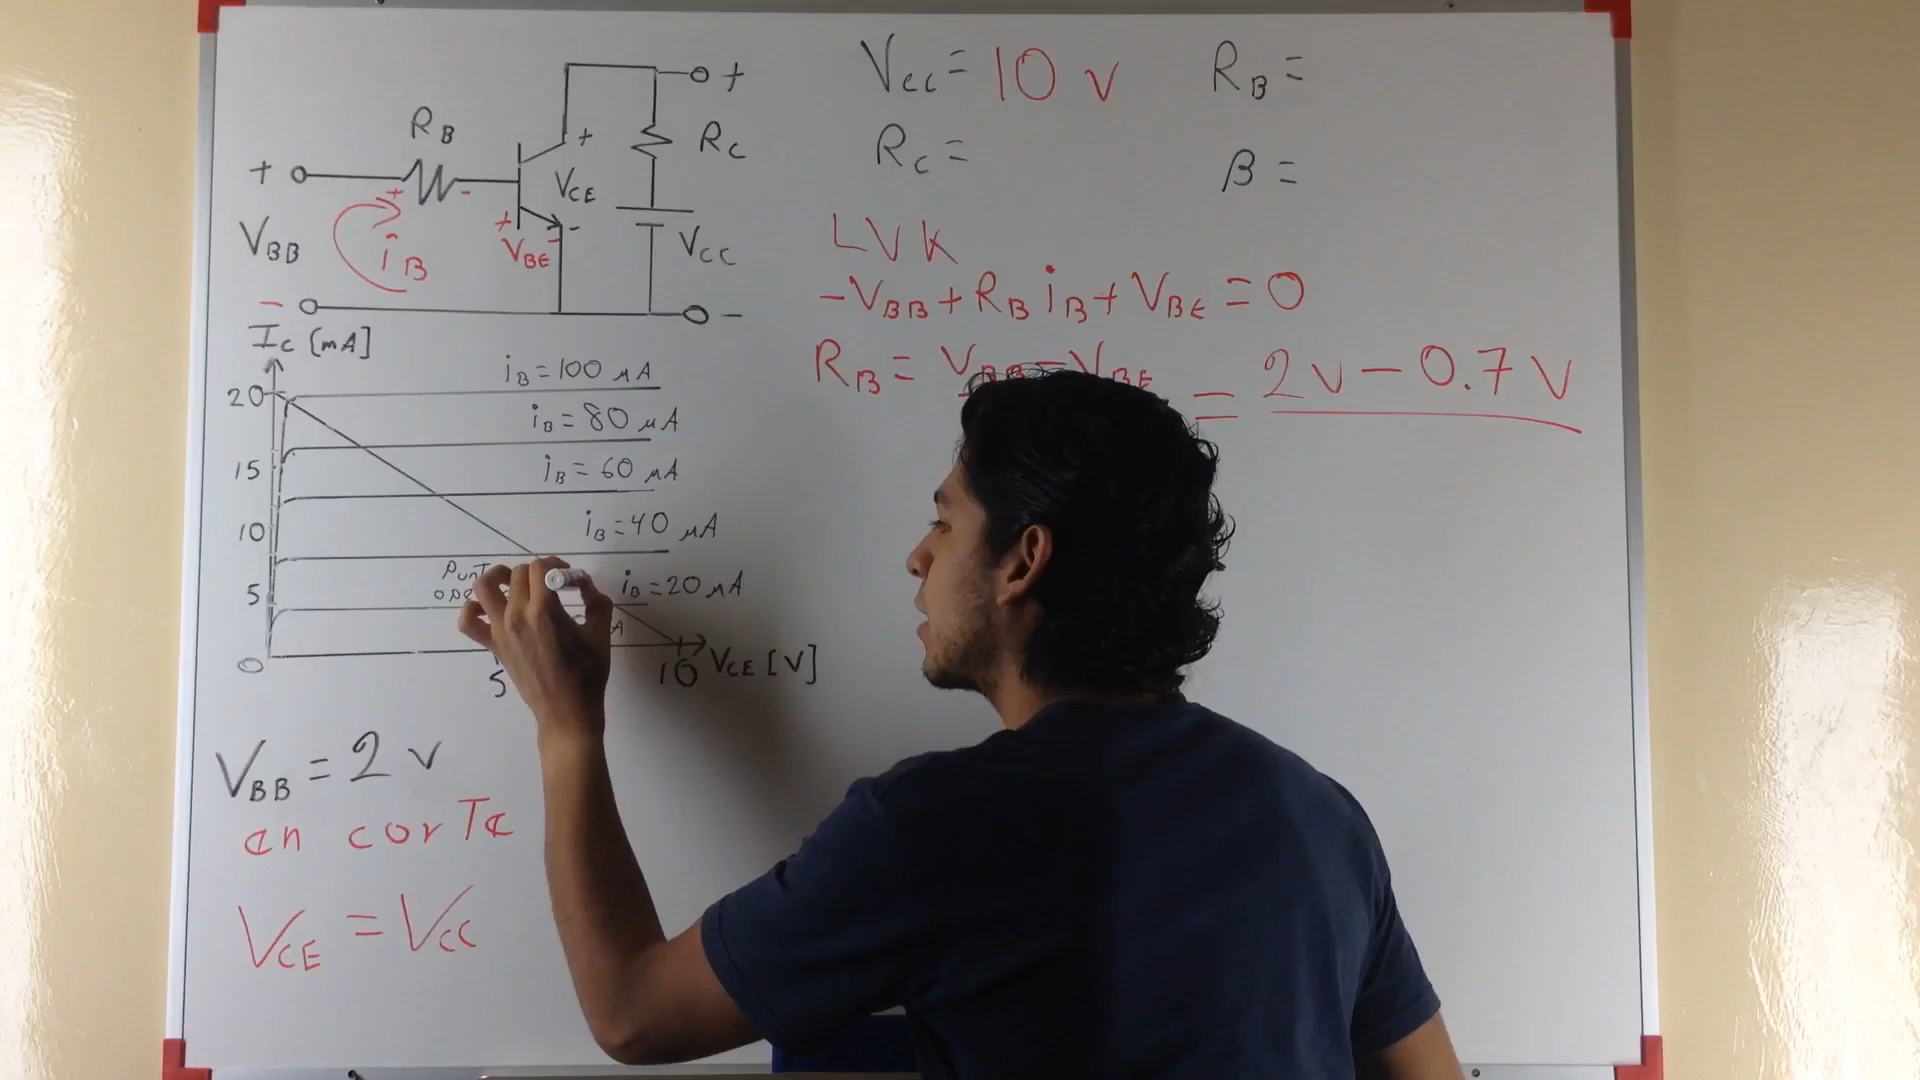 +
R_B
+
-
V_BB
+
-
i_B
+
V_BE
-
+
V_CE
-
R_C
V_CC
+
-
-
I_C [mA]
20
15
10
5
0
i_B = 100 μA
i_B = 80 μA
i_B = 60 μA
i_B = 40 μA
i_B = 20 μA
A
5
10
V_CE [V]
V_BB = 2 v
en corte
V_CE = V_CC
V_CC = 10 v
R_B =
R_C =
β =
LVK
-V_BB + R_B i_B + V_BE = 0
R_B = V_BB - V_BE = 2v - 0.7 V